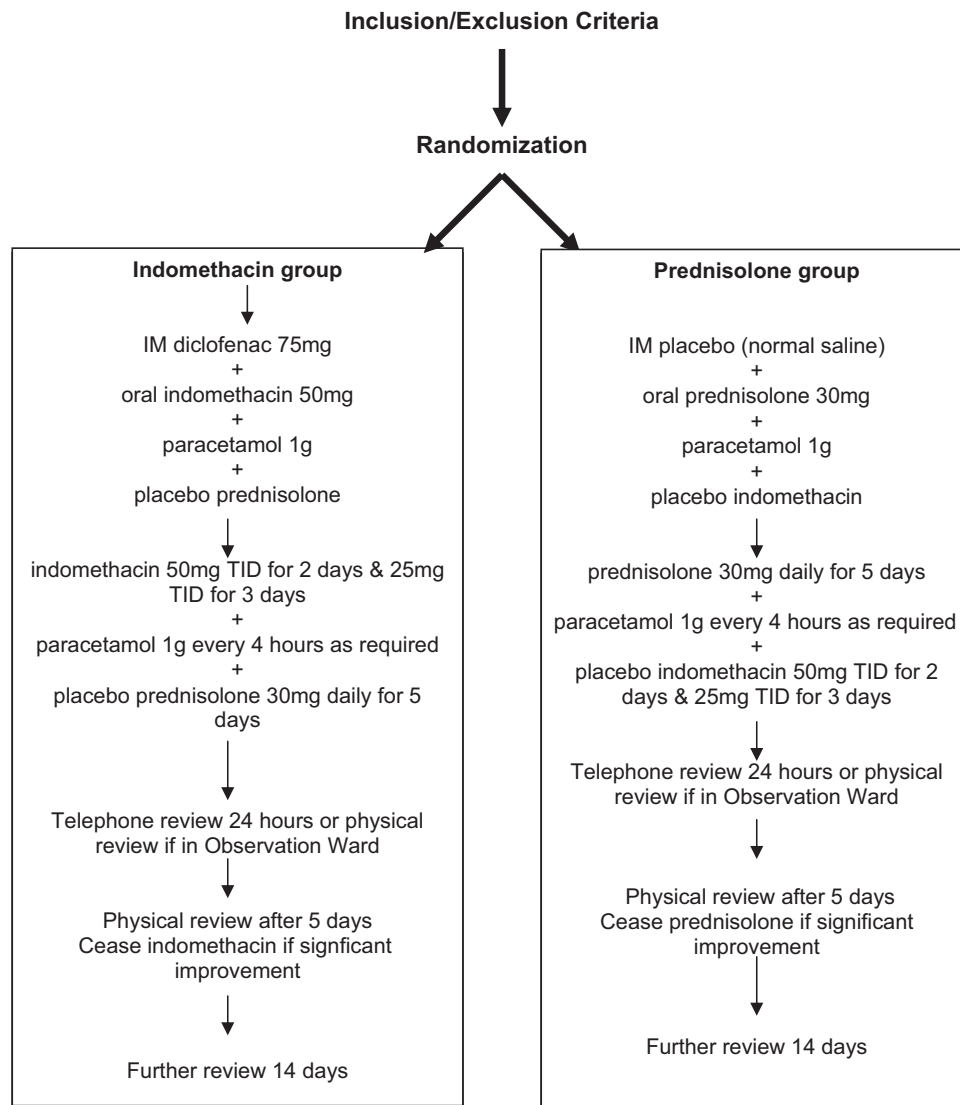 Inclusion/Exclusion Criteria
Randomization
Indomethacin group
IM diclofenac 75mg
+
oral indomethacin 50mg
+
paracetamol 1g
+
placebo prednisolone
indomethacin 50mg TID for 2 days & 25mg
TID for 3 days
+
paracetamol 1g every 4 hours as required
+
placebo prednisolone 30mg daily for 5
days
Telephone review 24 hours or physical
review if in Observation Ward
Physical review after 5 days
Cease indomethacin if signficant
improvement
Further review 14 days
Prednisolone group
IM placebo (normal saline)
+
oral prednisolone 30mg
+
paracetamol 1g
+
placebo indomethacin
prednisolone 30mg daily for 5 days
+
paracetamol 1g every 4 hours as required
+
placebo indomethacin 50mg TID for 2
days & 25mg TID for 3 days
Telephone review 24 hours or physical
review if in Observation Ward
Physical review after 5 days
Cease prednisolone if significant
improvement
Further review 14 days